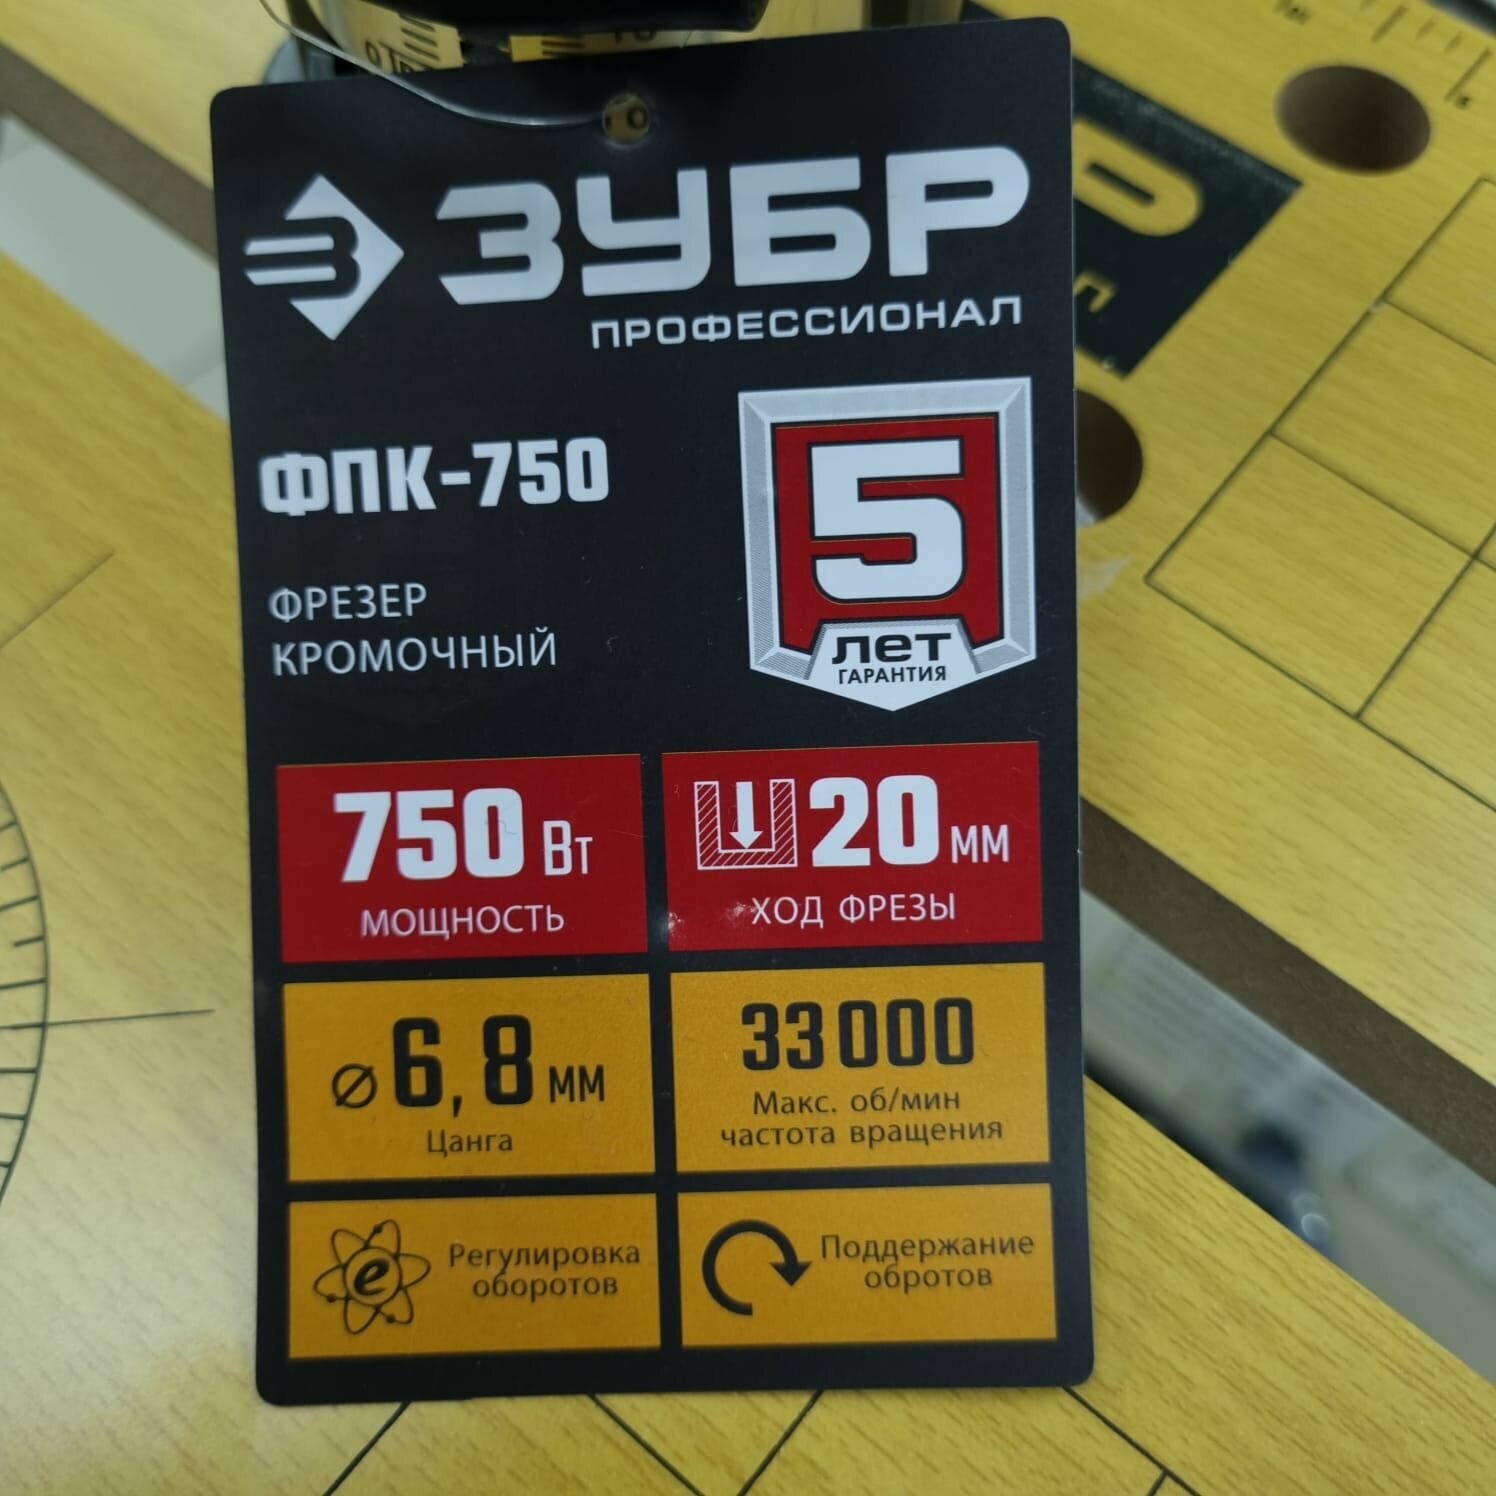 ЗУБР
ПРОФЕССИОНАЛ
ФПК-750
ФРЕЗЕР
КРОМОЧНЫЙ
5
лет
ГАРАНТИЯ
750 Вт
МОЩНОСТЬ
20 мм
ХОД ФРЕЗЫ
⌀ 6, 8 мм
Цанга
33000
Макс. об/мин
частота вращения
e
Регулировка
оборотов
Поддержание
обротов